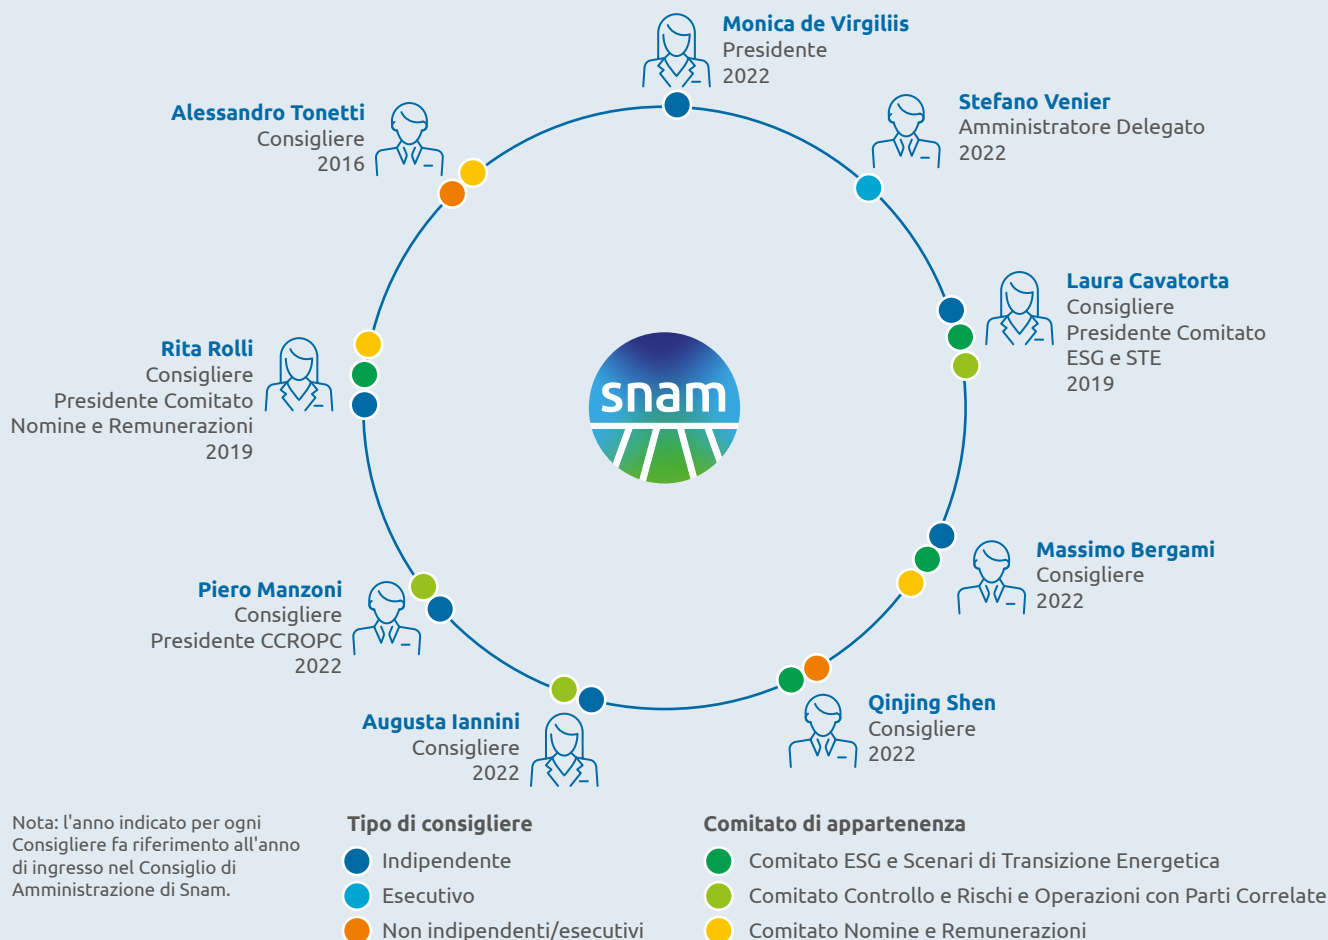 Monica de Virgiliis
Presidente
2022
Stefano Venier
Amministratore Delegato
2022
Alessandro Tonetti
Consigliere
2016
Laura Cavatorta
Consigliere
Presidente Comitato
ESG e STE
2019
Rita Rolli
Consigliere
Presidente Comitato
Nomine e Remunerazioni
2019
snam
Massimo Bergami
Consigliere
2022
Piero Manzoni
Consigliere
Presidente CCROPC
2022
Qinjing Shen
Consigliere
2022
Augusta Iannini
Consigliere
2022
Nota: l'anno indicato per ogni
Consigliere fa riferimento all'anno
di ingresso nel Consiglio di
Amministrazione di Snam.
Tipo di consigliere
Indipendente
Esecutivo
Non indipendenti/esecutivi
Comitato di appartenenza
Comitato ESG e Scenari di Transizione Energetica
Comitato Controllo e Rischi e Operazioni con Parti Correlate
Comitato Nomine e Remunerazioni